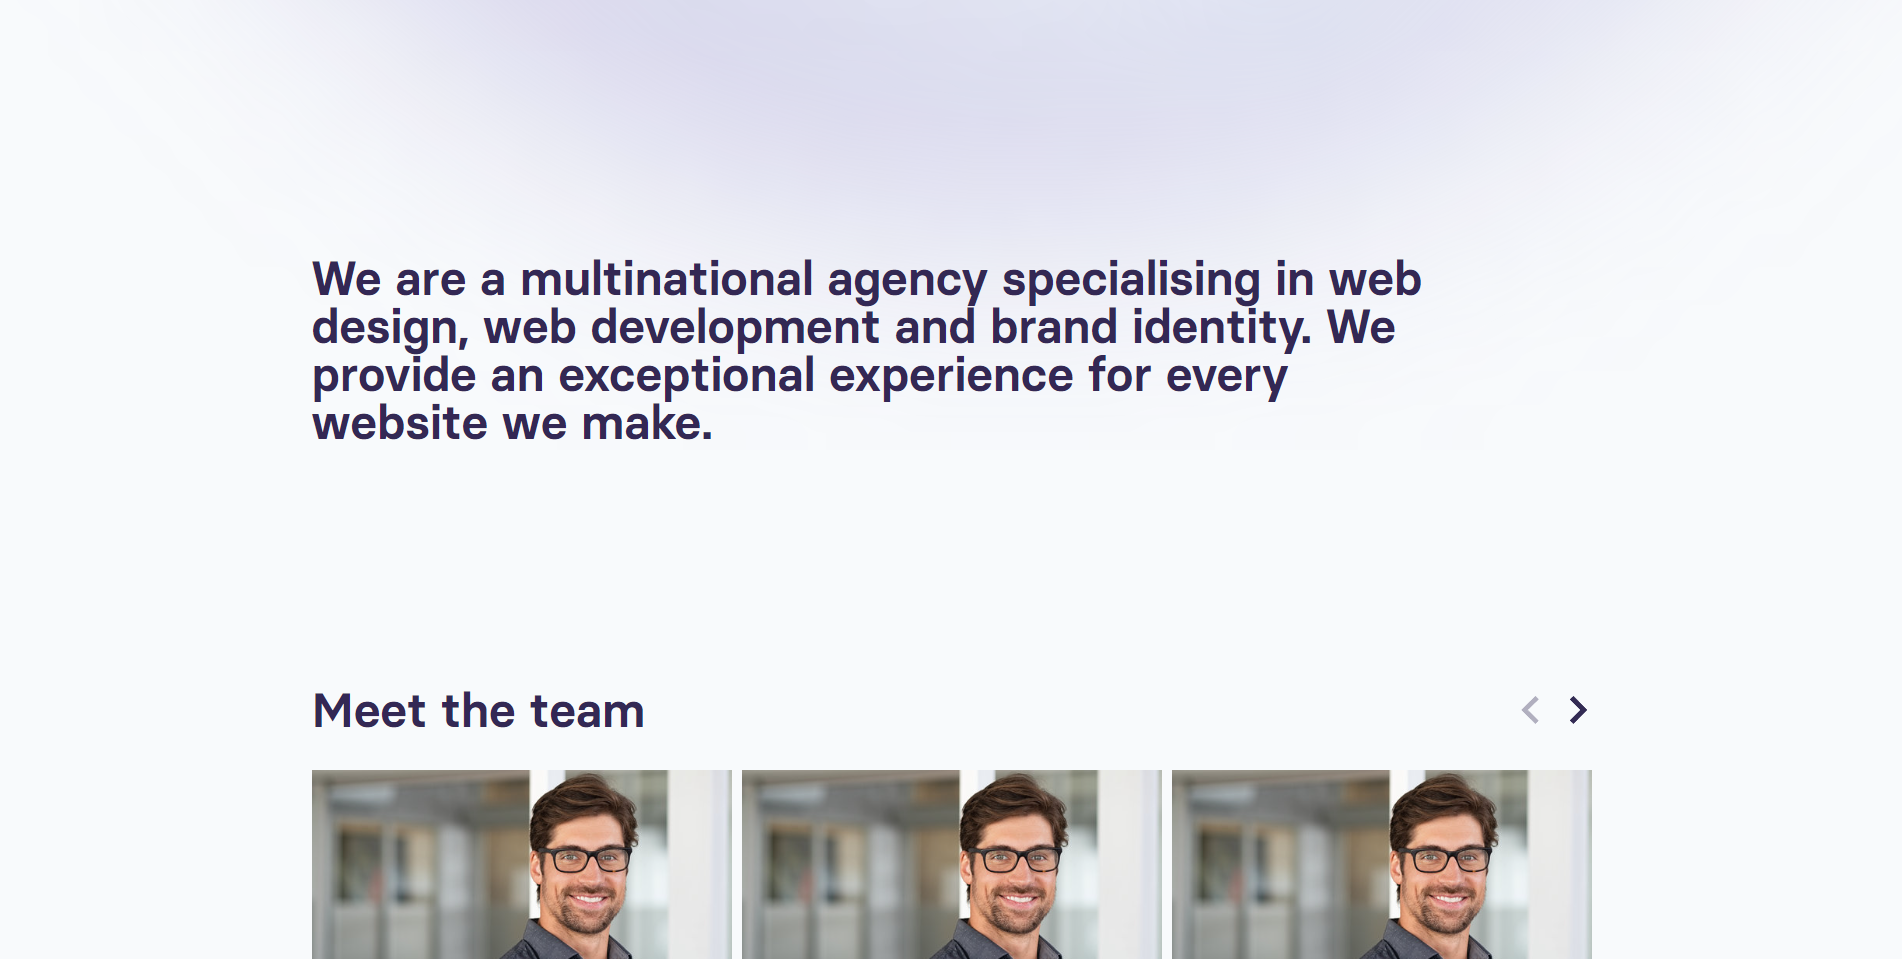 We are a multinational agency specialising in web
design, web development and brand identity. We
provide an exceptional experience for every
website we make.
Meet the team